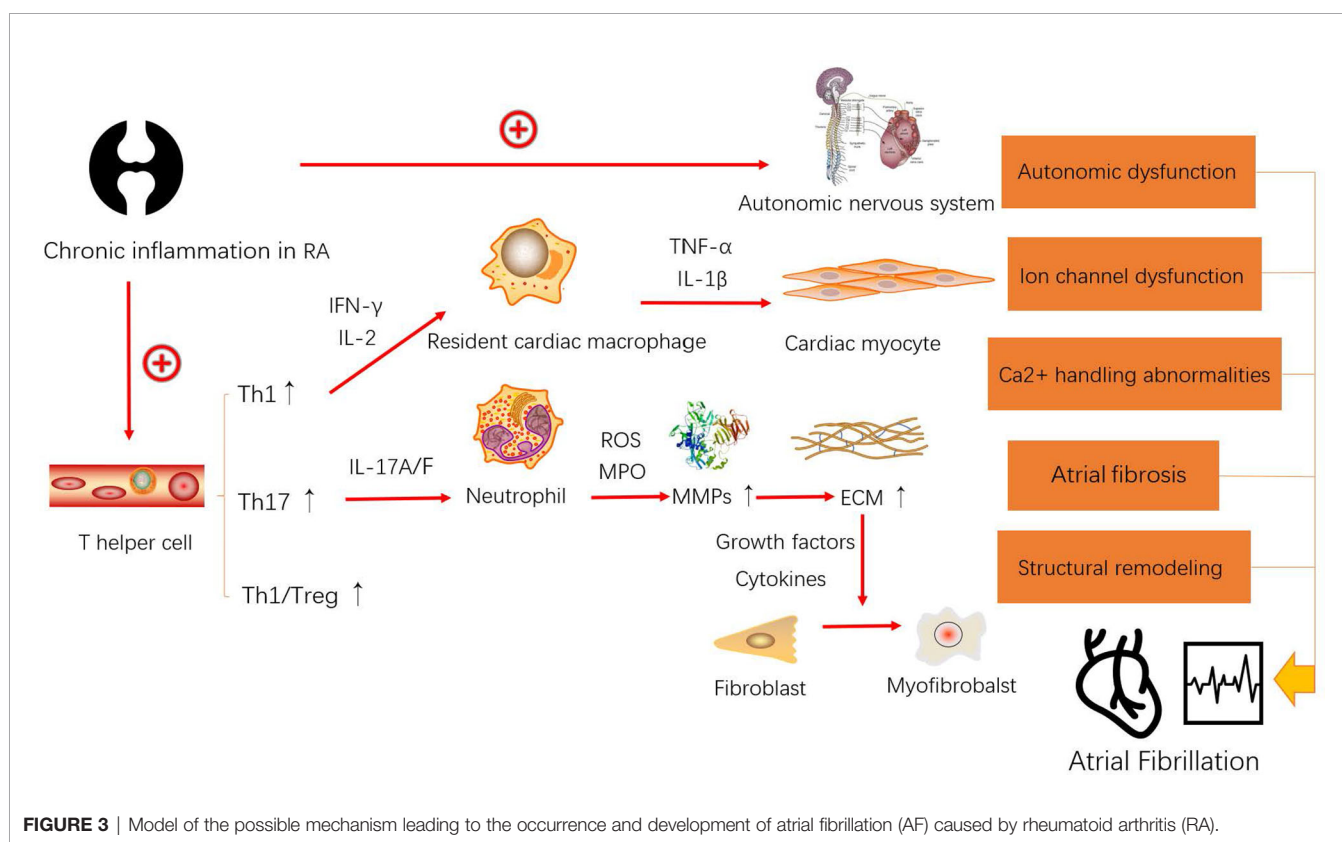 Autonomic nervous system
Autonomic dysfunction
Chronic inflammation in RA
IFN-γ
IL-2
Resident cardiac macrophage
TNF-α
IL-1β
Cardiac myocyte
Ion channel dysfunction
Ca2+ handling abnormalities
T helper cell
Th1 ↑
Th17 ↑
Th1/Treg ↑
IL-17A/F
Neutrophil
ROS
MPO
MMPs ↑
ECM ↑
Atrial fibrosis
Growth factors
Cytokines
Structural remodeling
Fibroblast
Myofibrobalst
Atrial Fibrillation
FIGURE 3 | Model of the possible mechanism leading to the occurrence and development of atrial fibrillation (AF) caused by rheumatoid arthritis (RA).